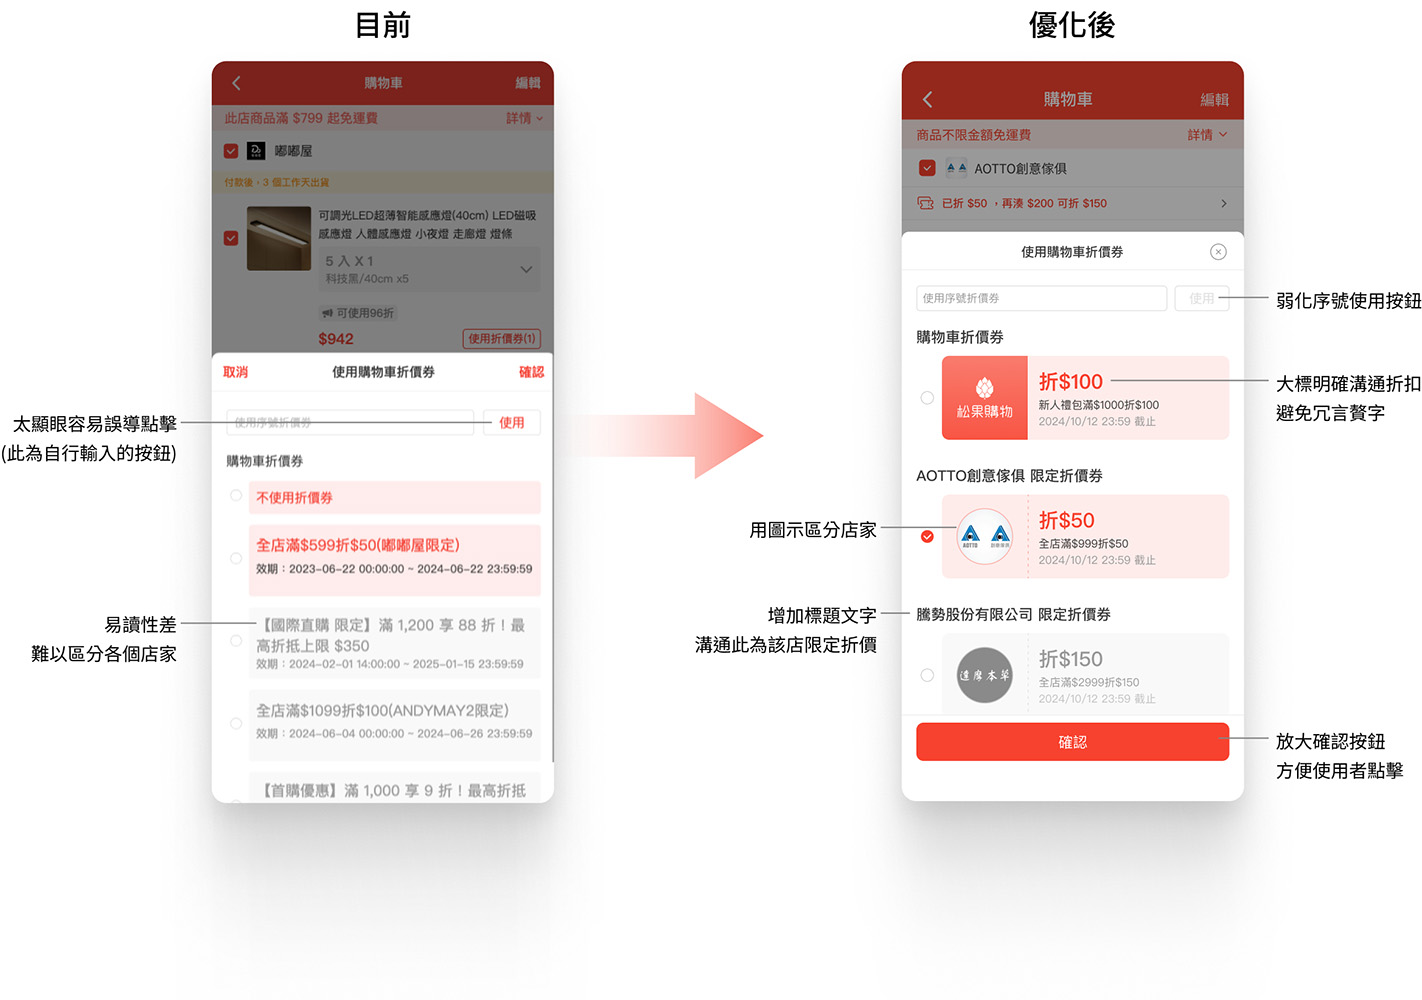 目前
優化後
購物車
編輯
此店商品滿 $799 起免運費
詳情
嘟嘟屋
付款後，3 個工作天出貨
可調光LED超薄智能感應燈(40cm) LED磁吸
感應燈 人體感應燈 小夜燈 走廊燈 燈條
5 入 X 1
科技黑/40cm x5
可使用96折
$942
使用折價券(1)
取消
使用購物車折價券
確認
使用序號折價券
使用
購物車折價券
不使用折價券
全店滿$599折$50(嘟嘟屋限定)
效期：2023-06-22 00:00:00 ~ 2024-06-22 23:59:59
【國際直購 限定】滿 1,200 享 88 折！最
高折抵上限 $350
效期：2024-02-01 14:00:00 ~ 2025-01-15 23:59:59
全店滿$1099折$100(ANDYMAY2限定)
效期：2024-06-04 00:00:00 ~ 2024-06-26 23:59:59
【首購優惠】滿 1,000 享 9 折！最高折抵
太顯眼容易誤導點擊
(此為自行輸入的按鈕)
易讀性差
難以區分各個店家
購物車
編輯
商品不限金額免運費
詳情
AOTTO創意傢俱
已折 $50 ，再湊 $200 可折 $150
使用購物車折價券
使用序號折價券
使用
購物車折價券
松果購物
折$100
新人禮包滿$1000折$100
2024/10/12 23:59 截止
AOTTO創意傢俱 限定折價券
AOTTO
折$50
全店滿$999折$50
2024/10/12 23:59 截止
騰勢股份有限公司 限定折價券
達摩本草
折$150
全店滿$2999折$150
2024/10/12 23:59 截止
確認
弱化序號使用按鈕
大標明確溝通折扣
避免冗言贅字
用圖示區分店家
增加標題文字
溝通此為該店限定折價
放大確認按鈕
方便使用者點擊